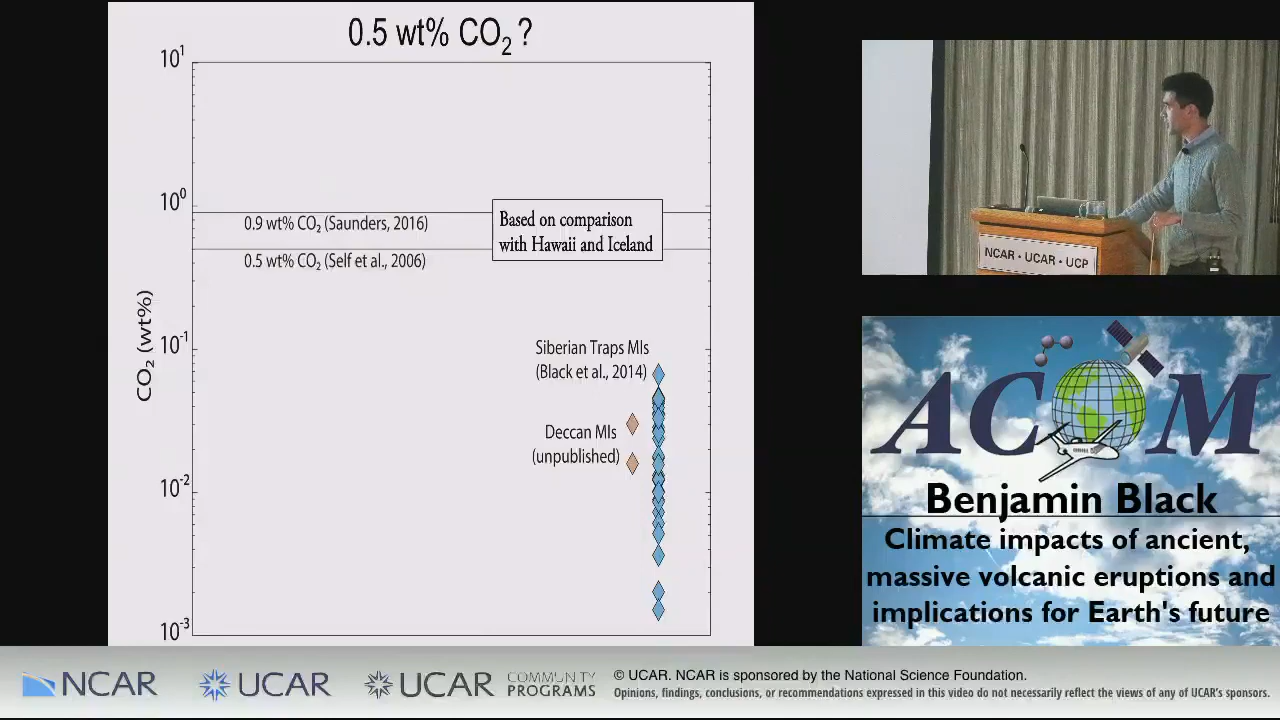 0.5 wt% CO₂ ?
10¹
10⁰
0.9 wt% CO₂ (Saunders, 2016)
0.5 wt% CO₂ (Self et al., 2006)
Based on comparison
with Hawaii and Iceland
CO₂ (wt%)
10⁻¹
Siberian Traps MIs
(Black et al., 2014)
Deccan MIs
(unpublished)
10⁻²
10⁻³
NCAR • UCAR • UCP
ACOM
Benjamin Black
Climate impacts of ancient,
massive volcanic eruptions and
implications for Earth's future
NCAR
UCAR
UCAR
COMMUNITY
PROGRAMS
© UCAR. NCAR is sponsored by the National Science Foundation.
Opinions, findings, conclusions, or recommendations expressed in this video do not necessarily reflect the views of any of UCAR's sponsors.